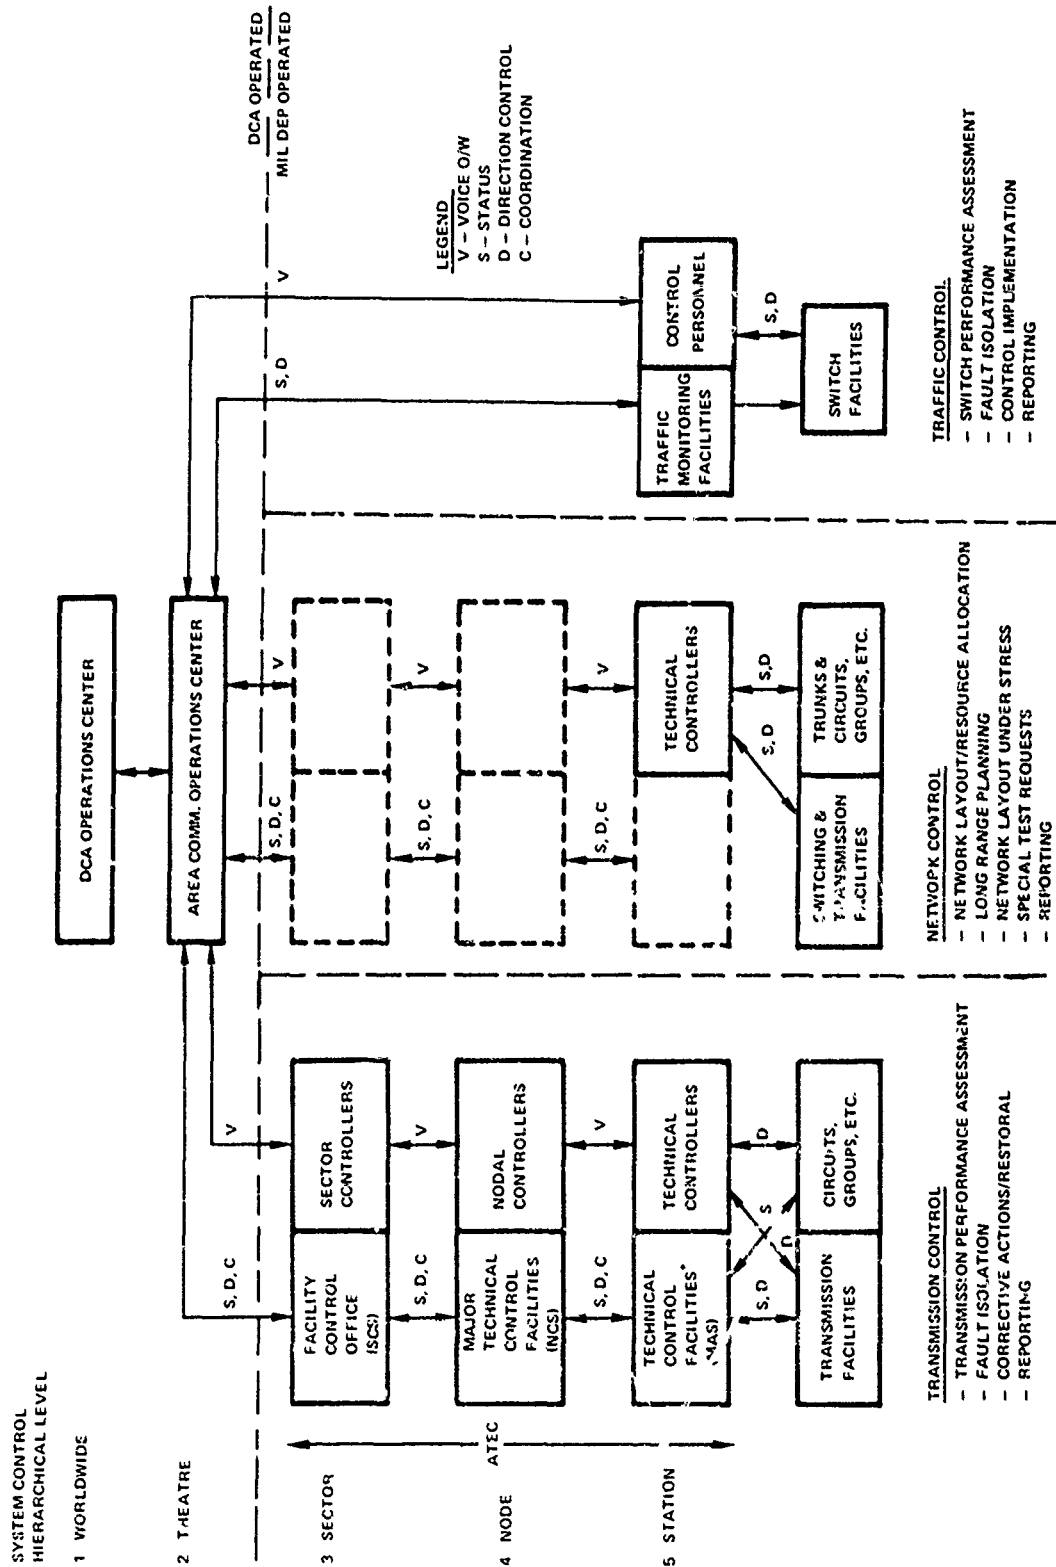 SYSTEM CONTROL
HIERARCHICAL LEVEL
1 WORLDWIDE
DCA OPERATIONS CENTER
2 THEATRE
AREA COMM. OPERATIONS CENTER
DCA OPERATED
MIL DEP OPERATED
S, D, C
V
S, D, C
V
S, D
V
3 SECTOR
FACILITY
CONTROL
OFFICE
(SCS)
SECTOR
CONTROLLERS
LEGEND
V – VOICE O/W
S – STATUS
D – DIRECTION CONTROL
C – COORDINATION
S, D, C
V
S, D, C
V
ATEC
4 NODE
MAJOR
TECHNICAL
CONTROL
FACILITIES
(NCS)
NODAL
CONTROLLERS
S, D, C
V
S, D, C
V
5 STATION
TECHNICAL
CONTROL
FACILITIES*
(MAS)
TECHNICAL
CONTROLLERS
TECHNICAL
CONTROLLERS
TRAFFIC
MONITORING
FACILITIES
CONTROL
PERSONNEL
S, D
D
S
D
S, D
S,D
S,D
TRANSMISSION
FACILITIES
CIRCUITS,
GROUPS, ETC.
SWITCHING &
TRANSMISSION
FACILITIES
TRUNKS &
CIRCUITS,
GROUPS, ETC.
SWITCH
FACILITIES
TRANSMISSION CONTROL
– TRANSMISSION PERFORMANCE ASSESSMENT
– FAULT ISOLATION
– CORRECTIVE ACTIONS/RESTORAL
– REPORTING
NETWORK CONTROL
– NETWORK LAYOUT/RESOURCE ALLOCATION
– LONG RANGE PLANNING
– NETWORK LAYOUT UNDER STRESS
– SPECIAL TEST REQUESTS
– REPORTING
TRAFFIC CONTROL
– SWITCH PERFORMANCE ASSESSMENT
– FAULT ISOLATION
– CONTROL IMPLEMENTATION
– REPORTING